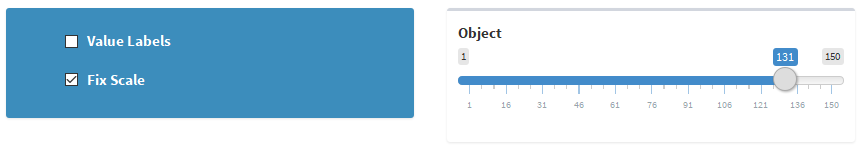 Value Labels
Fix Scale
Object
1 131 150
1 16 31 46 61 76 91 106 121 136 150